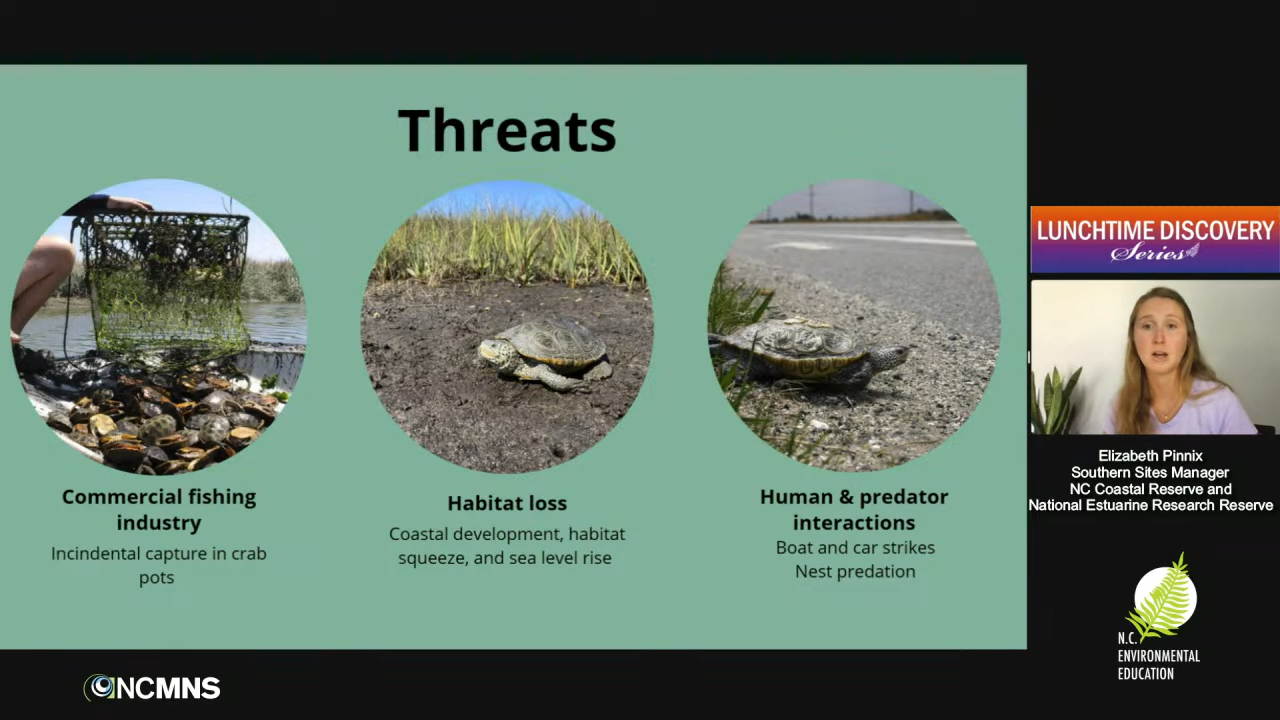 Threats
Commercial fishing
industry
Incindental capture in crab
pots
Habitat loss
Coastal development, habitat
squeeze, and sea level rise
Human & predator
interactions
Boat and car strikes
Nest predation
LUNCHTIME DISCOVERY
Series
Elizabeth Pinnix
Southern Sites Manager
NC Coastal Reserve and
National Estuarine Research Reserve
N.C.
ENVIRONMENTAL
EDUCATION
NCMNS